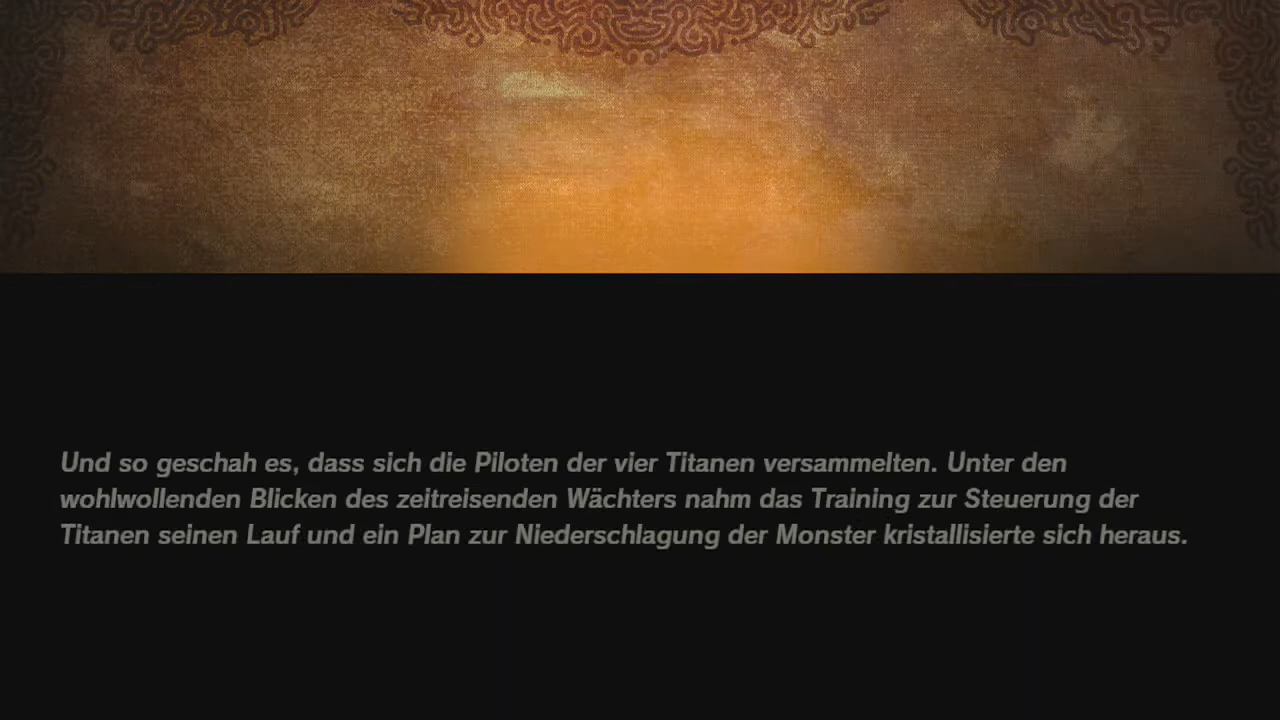 Und so geschah es, dass sich die Piloten der vier Titanen versammelten. Unter den
wohlwollenden Blicken des zeitreisenden Wächters nahm das Training zur Steuerung der
Titanen seinen Lauf und ein Plan zur Niederschlagung der Monster kristallisierte sich heraus.